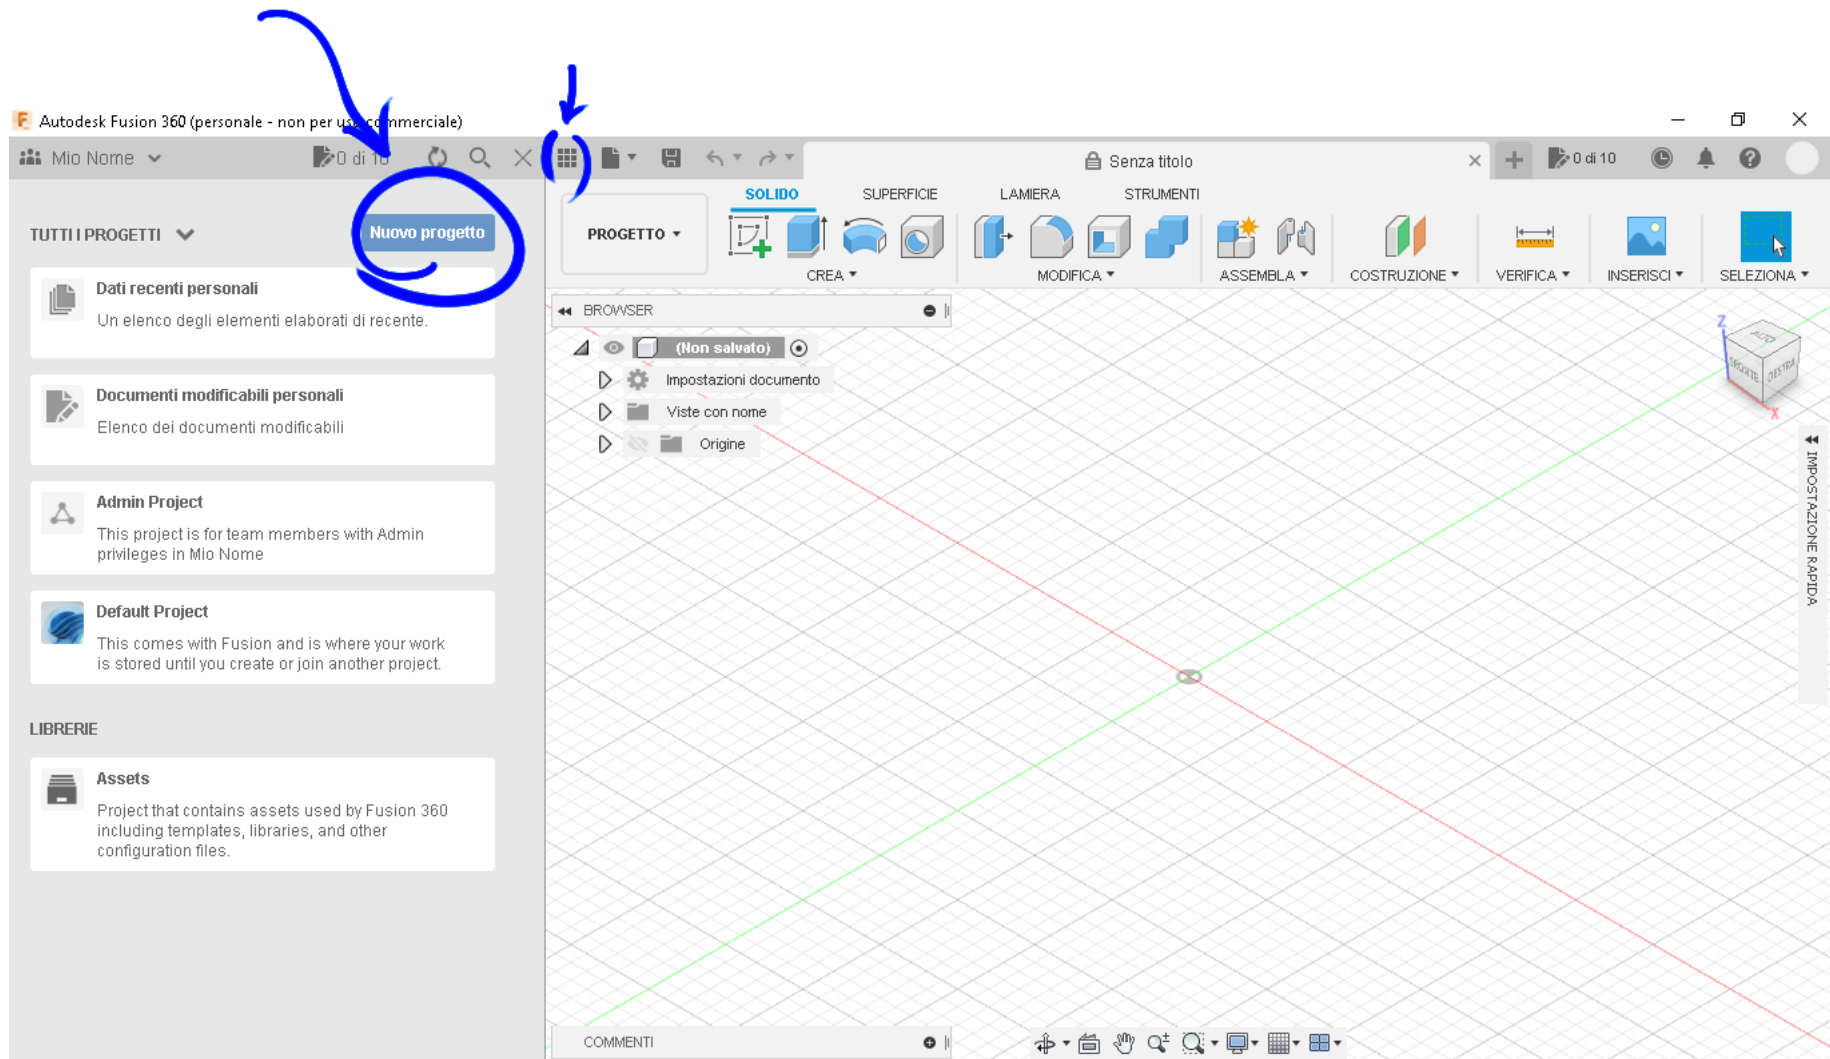 Autodesk Fusion 360 (personale - non per uso commerciale)
Mio Nome
0 di 10
Senza titolo
0 di 10
TUTTI I PROGETTI
Nuovo progetto
Dati recenti personali
Un elenco degli elementi elaborati di recente.
Documenti modificabili personali
Elenco dei documenti modificabili
Admin Project
This project is for team members with Admin
privileges in Mio Nome
Default Project
This comes with Fusion and is where your work
is stored until you create or join another project.
LIBRERIE
Assets
Project that contains assets used by Fusion 360
including templates, libraries, and other
configuration files.
SOLIDO SUPERFICIE LAMIERA STRUMENTI
PROGETTO
CREA MODIFICA ASSEMBLA COSTRUZIONE VERIFICA INSERISCI SELEZIONA
BROWSER
(Non salvato)
Impostazioni documento
Viste con nome
Origine
Z
ALTO
FRONTE DESTRA
X
IMPOSTAZIONE RAPIDA
COMMENTI